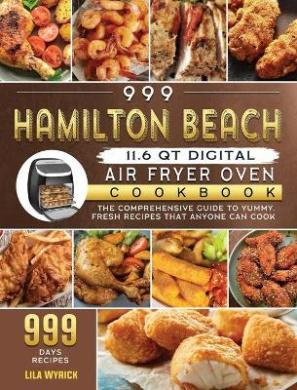 999
HAMILTON BEACH
11.6 QT DIGITAL
AIR FRYER OVEN
COOKBOOK
THE COMPREHENSIVE GUIDE TO YUMMY,
FRESH RECIPES THAT ANYONE CAN COOK
999
DAYS
RECIPES
LILA WYRICK